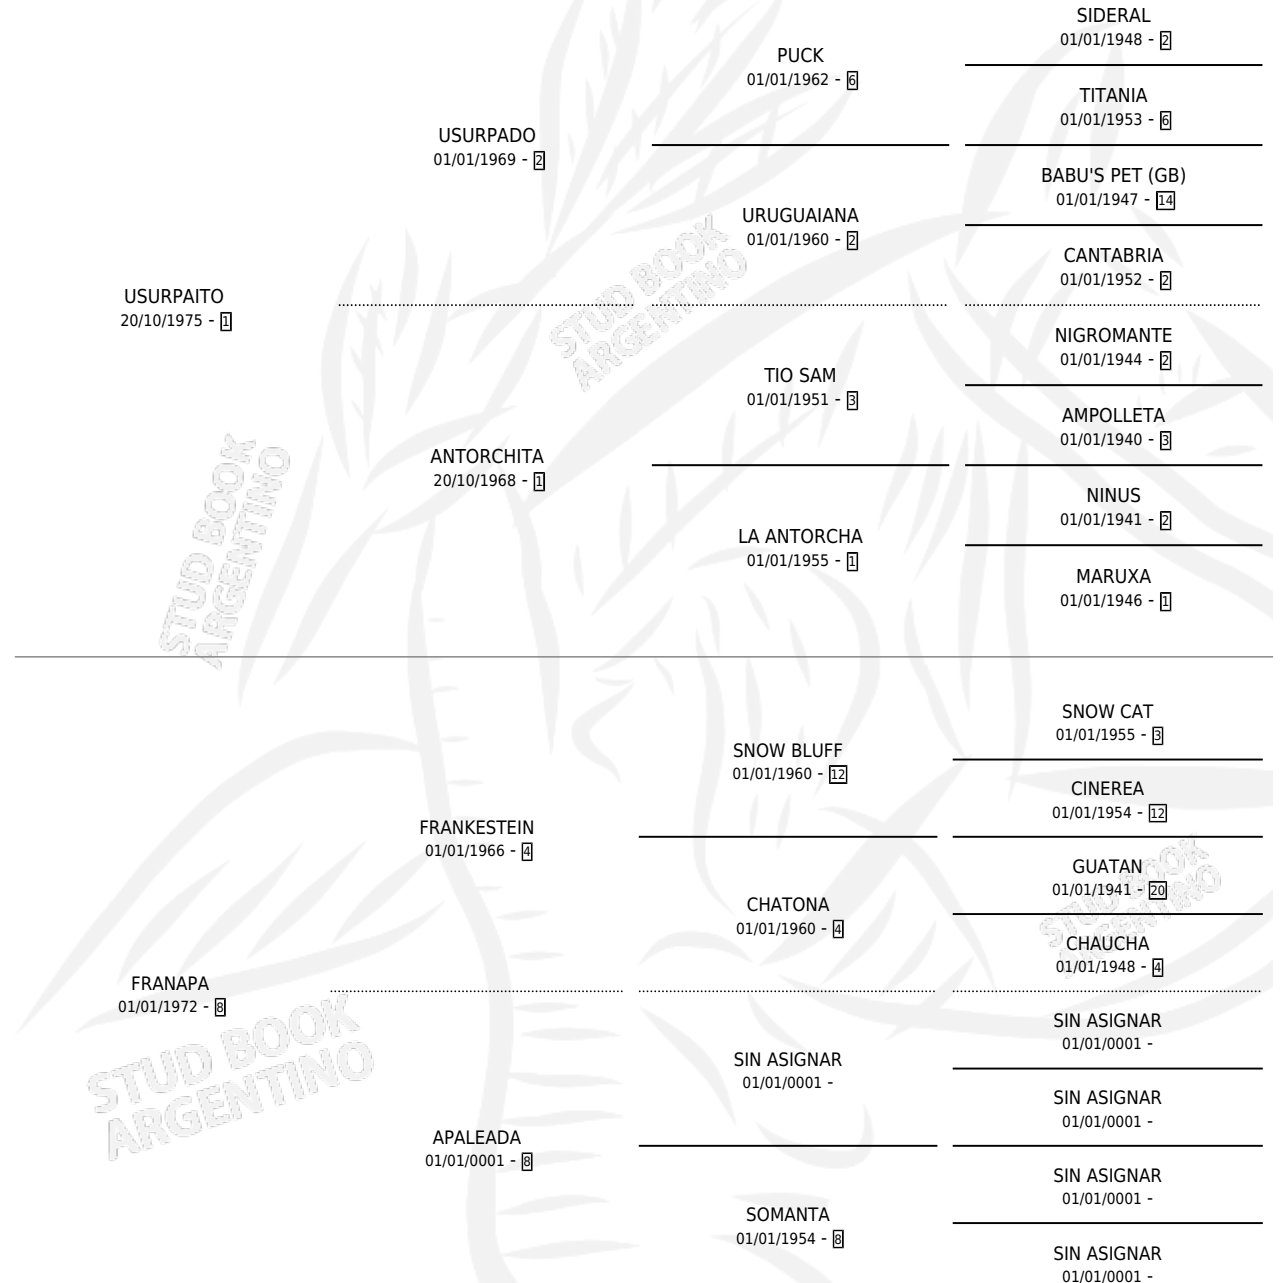 SIDERAL
01/01/1948 - 2
PUCK
01/01/1962 - 6
TITANIA
01/01/1953 - 6
USURPADO
01/01/1969 - 2
BABU'S PET (GB)
01/01/1947 - 14
URUGUAIANA
01/01/1960 - 2
CANTABRIA
01/01/1952 - 2
USURPAITO
20/10/1975 - 1
NIGROMANTE
01/01/1944 - 2
TIO SAM
01/01/1951 - 3
AMPOLLETA
01/01/1940 - 3
ANTORCHITA
20/10/1968 - 1
NINUS
01/01/1941 - 2
LA ANTORCHA
01/01/1955 - 1
MARUXA
01/01/1946 - 1
SNOW CAT
01/01/1955 - 3
SNOW BLUFF
01/01/1960 - 12
CINEREA
01/01/1954 - 12
FRANKESTEIN
01/01/1966 - 4
GUATAN
01/01/1941 - 20
CHATONA
01/01/1960 - 4
CHAUCHA
01/01/1948 - 4
FRANAPA
01/01/1972 - 8
SIN ASIGNAR
01/01/0001 -
SIN ASIGNAR
01/01/0001 -
SIN ASIGNAR
01/01/0001 -
APALEADA
01/01/0001 - 8
SIN ASIGNAR
01/01/0001 -
SOMANTA
01/01/1954 - 8
SIN ASIGNAR
01/01/0001 -
STUD BOOK
ARGENTINO
STUD BOOK
ARGENTINO
STUD BOOK
ARGENTINO
STUD BOOK
ARGENTINO